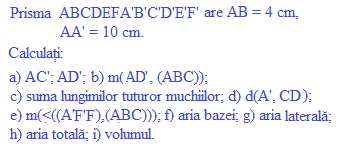 Prisma ABCDEFA'B'C'D'E'F' are AB = 4 cm,
AA' = 10 cm.
Calculați:
a) AC'; AD'; b) m( AD', (ABC));
c) suma lungimilor tuturor muchiilor; d) d(A', CD);
e) m(<((A'F'F),(ABC))); f) aria bazei; g) aria laterală;
h) aria totală; i) volumul.